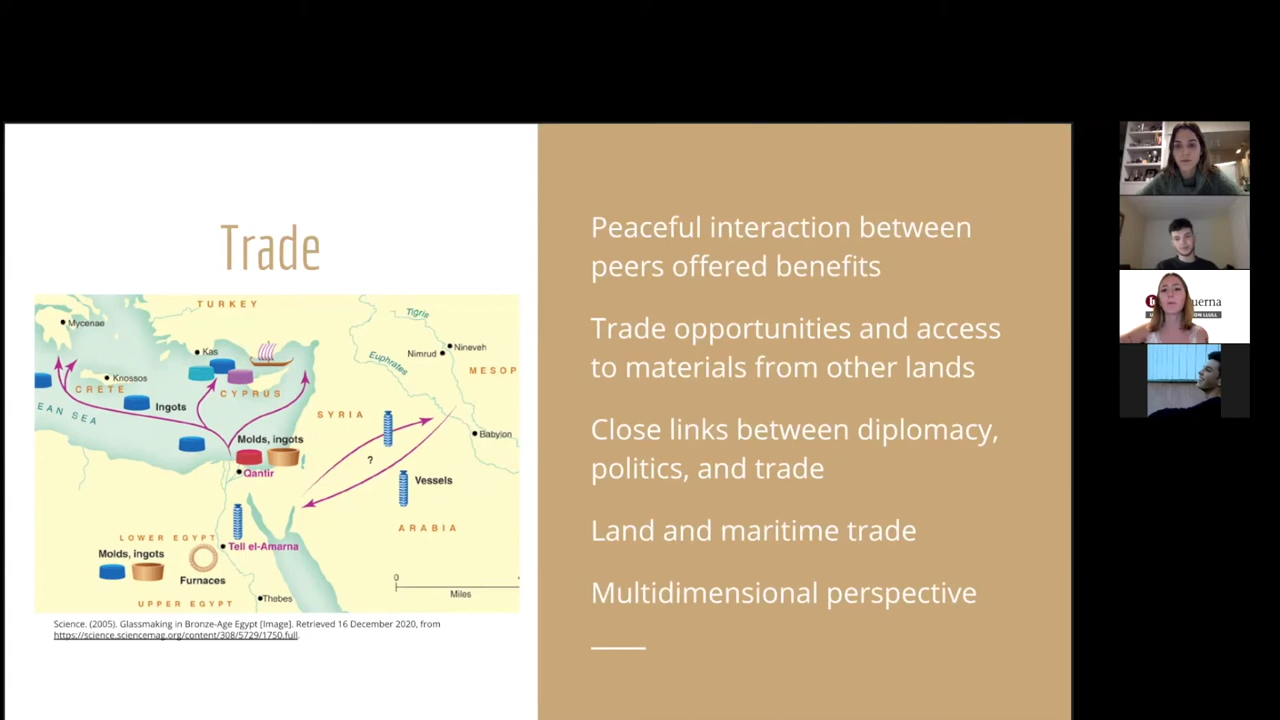 Trade
TURKEY
Mycenae
Tigris
Kas
Nineveh
Nimrud
Euphrates
MESOP
Knossos
CRETE
CYPRUS
Ingots
EAN SEA
SYRIA
Molds, ingots
Babylon
Qantir
?
Vessels
ARABIA
LOWER EGYPT
Tell el-Amarna
Molds, ingots
Furnaces
0
Miles
Thebes
UPPER EGYPT
Science. (2005). Glassmaking in Bronze-Age Egypt [Image]. Retrieved 16 December 2020, from
https://science.sciencemag.org/content/308/5729/1750.full.
Peaceful interaction between
peers offered benefits
Trade opportunities and access
to materials from other lands
Close links between diplomacy,
politics, and trade
Land and maritime trade
Multidimensional perspective
uerna
ON LLULL